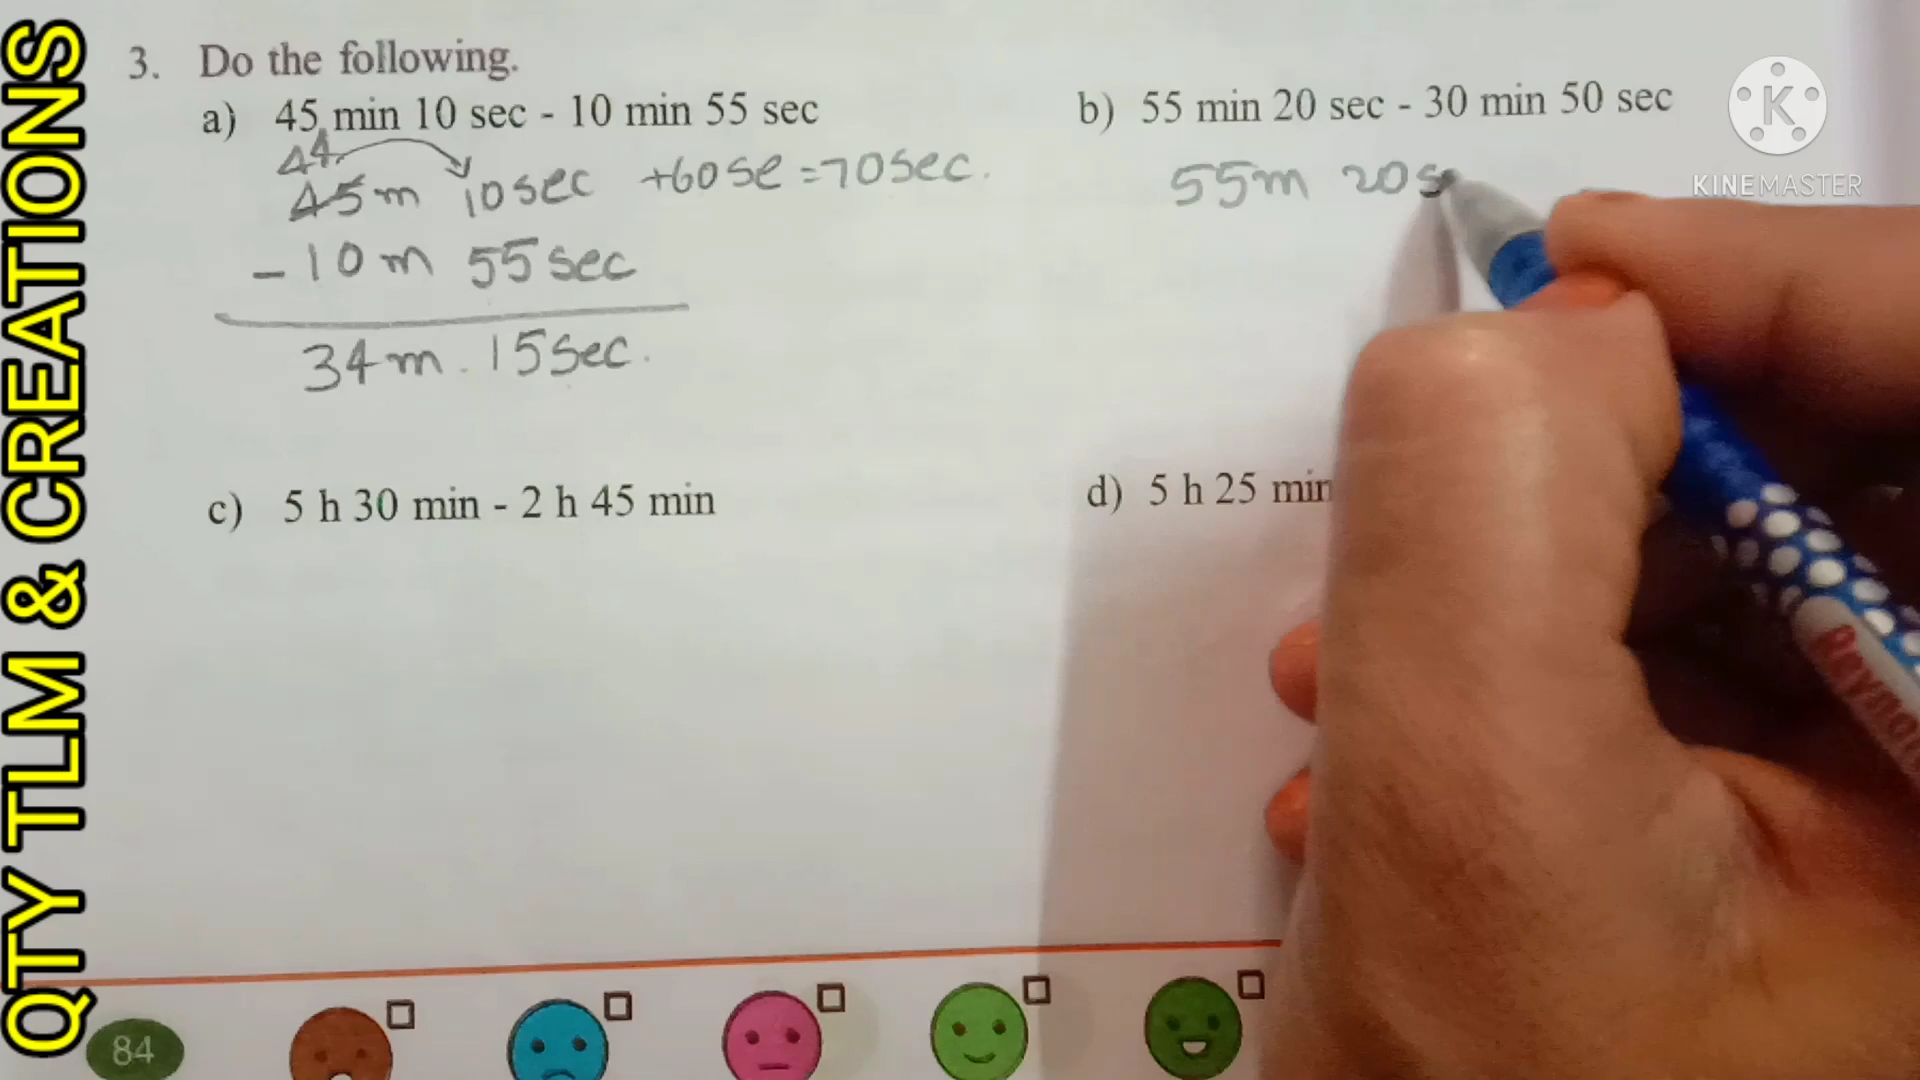 QTY TLM & CREATIONS
3. Do the following.
a) 45 min 10 sec - 10 min 55 sec
44
45m 10sec +60se =70sec.
- 10 m 55sec
34m. 15sec.
b) 55 min 20 sec - 30 min 50 sec
55m 20s
K
KINEMASTER
c) 5 h 30 min - 2 h 45 min
d) 5 h 25 min
84